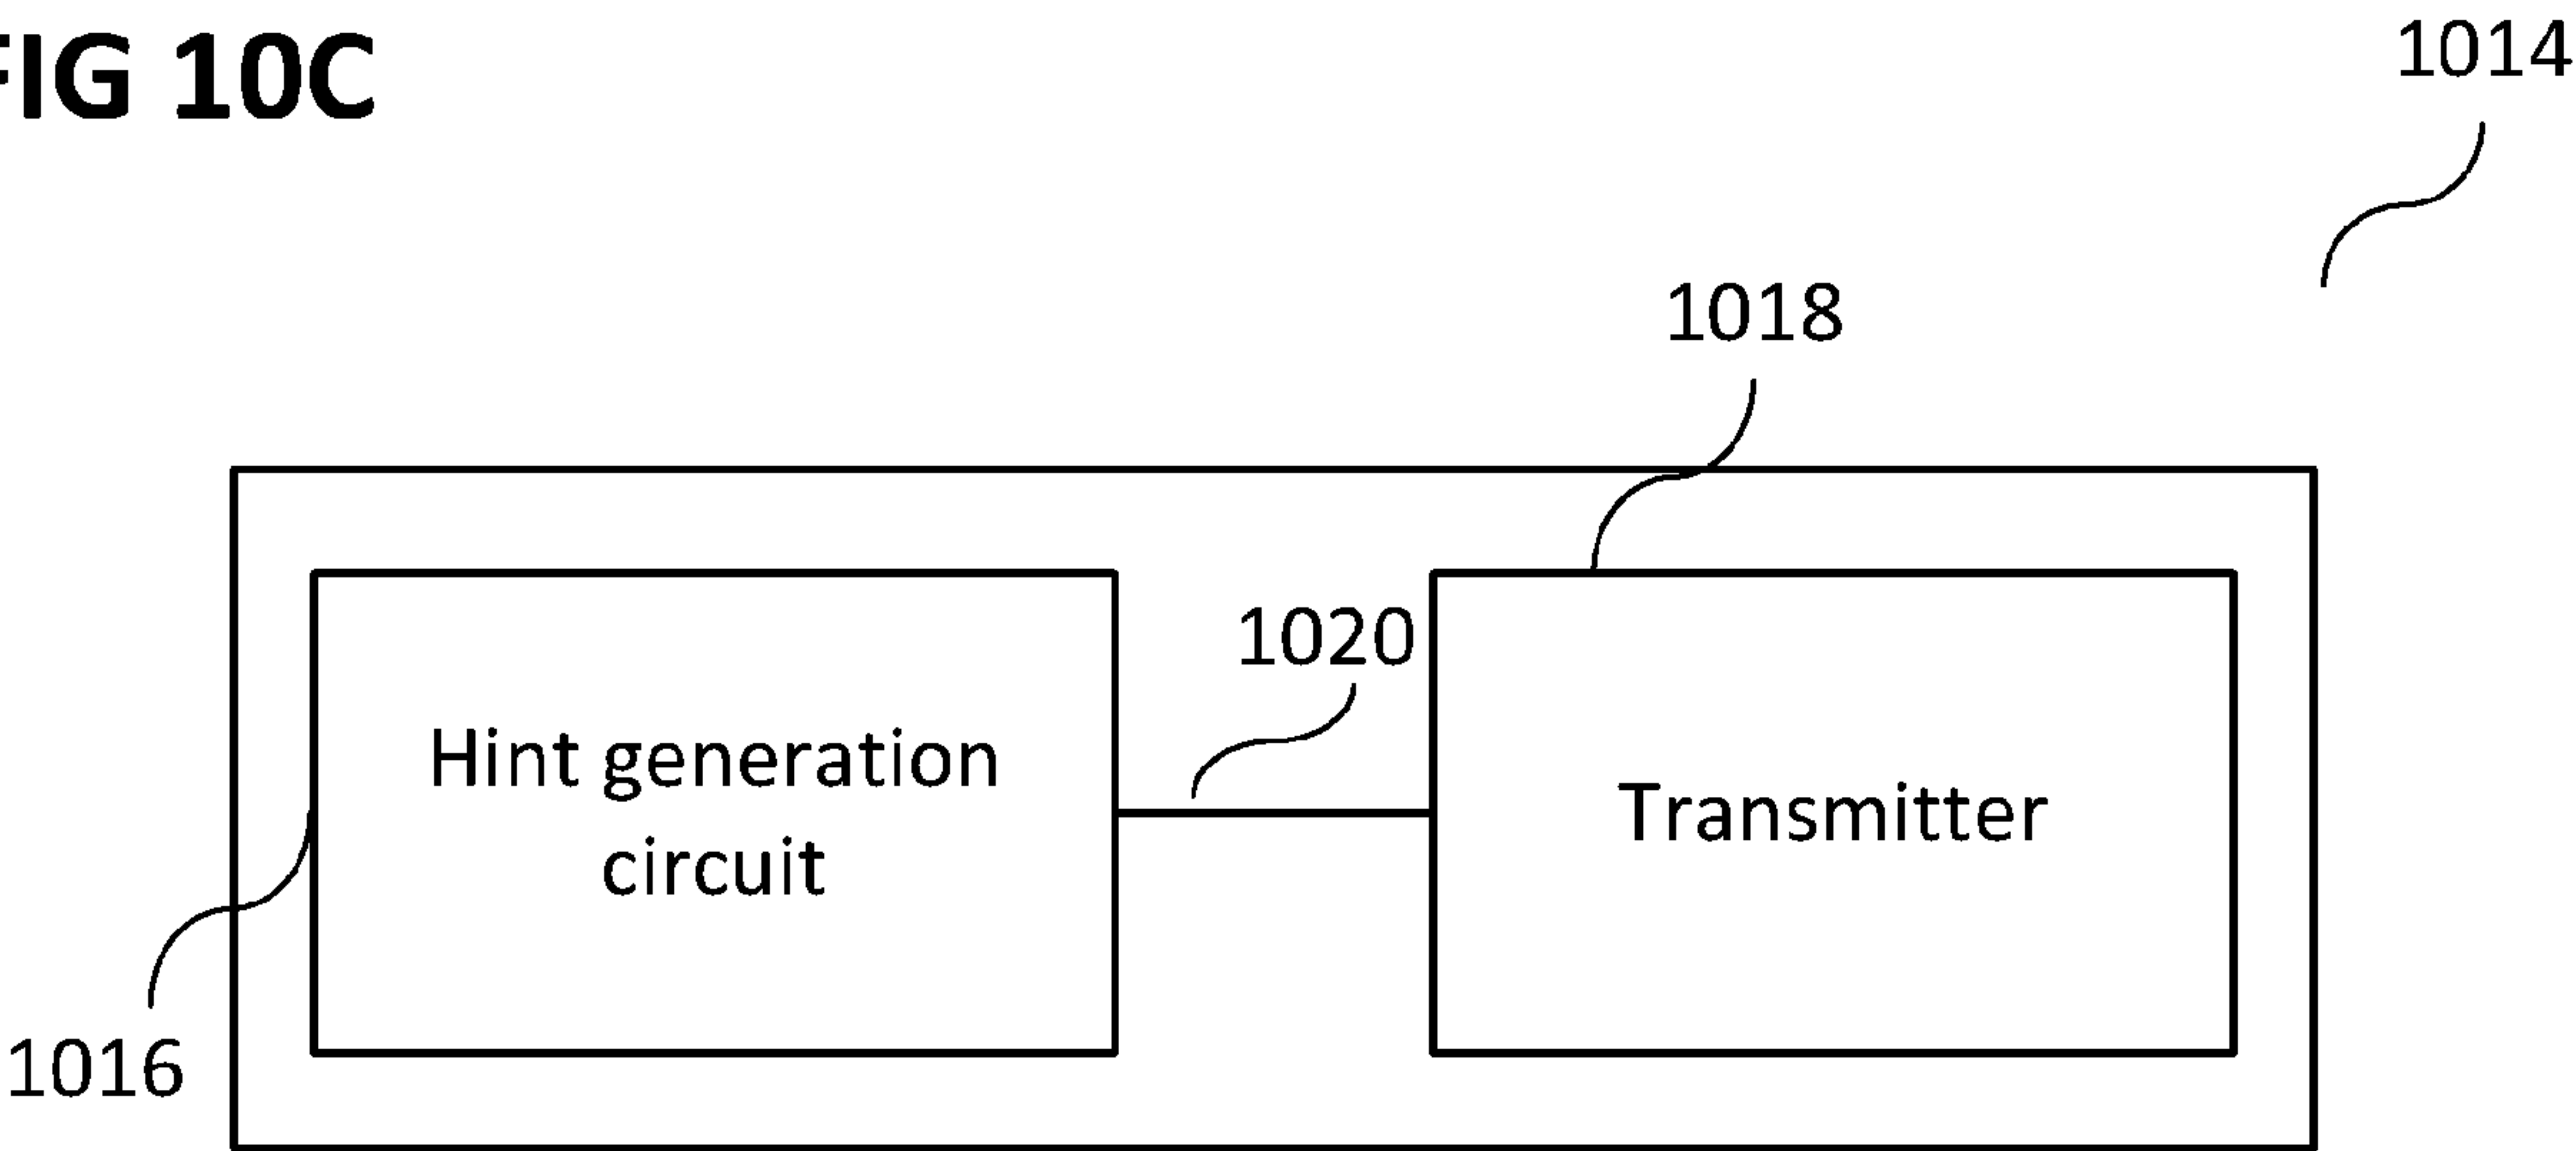 FIG 10C
1014
1018
1020
Hint generation
circuit
Transmitter
1016